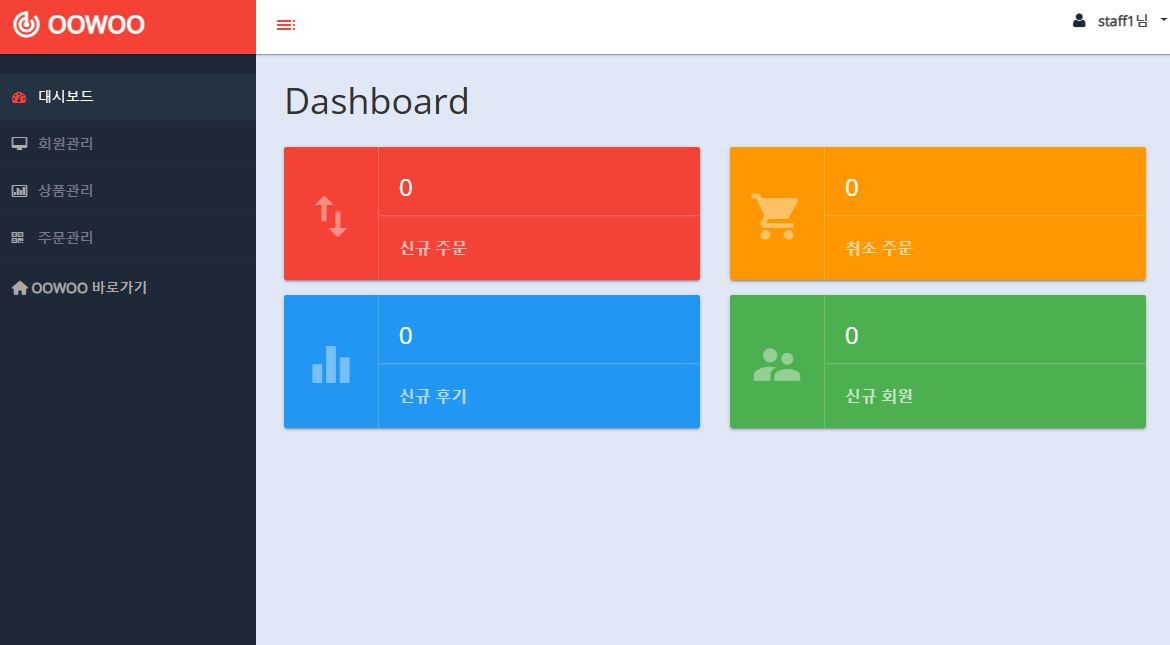 OOWOO
staff1님
대시보드
회원관리
상품관리
주문관리
OOWOO 바로가기
Dashboard
0
신규 주문
0
취소 주문
0
신규 후기
0
신규 회원